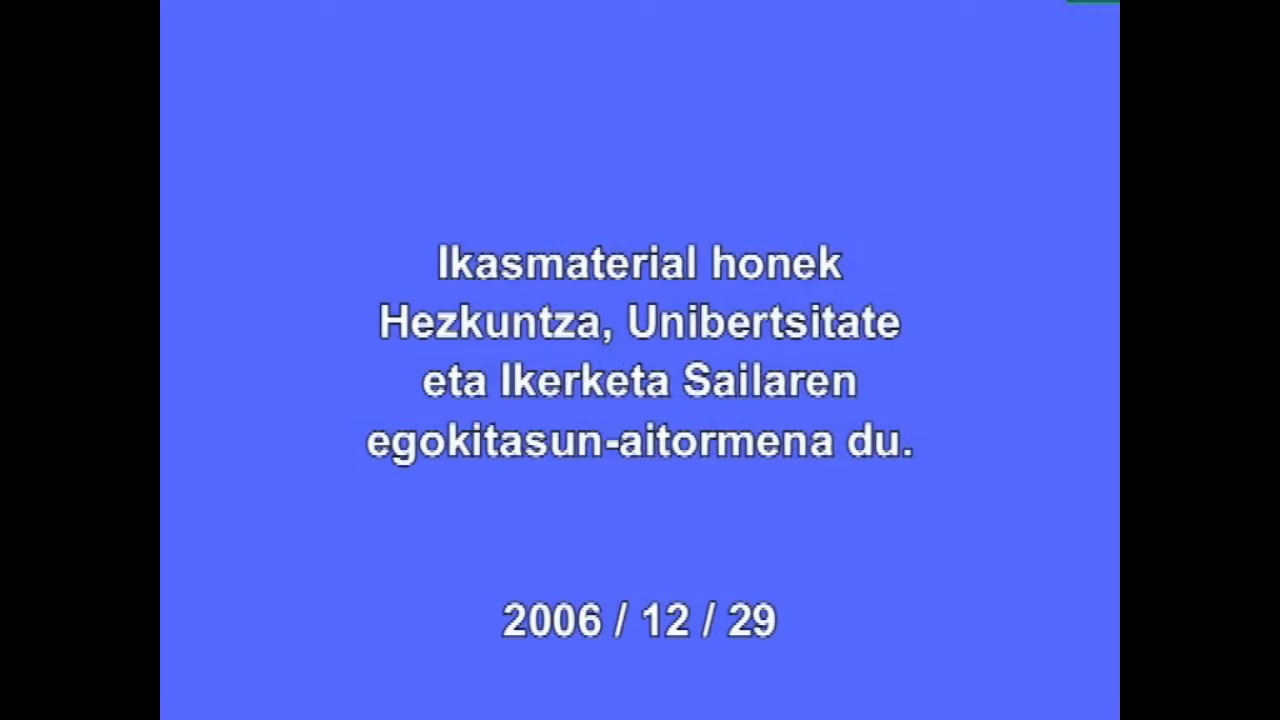 Ikasmaterial honek
Hezkuntza, Unibertsitate
eta Ikerketa Sailaren
egokitasun-aitormena du.
2006 / 12 / 29